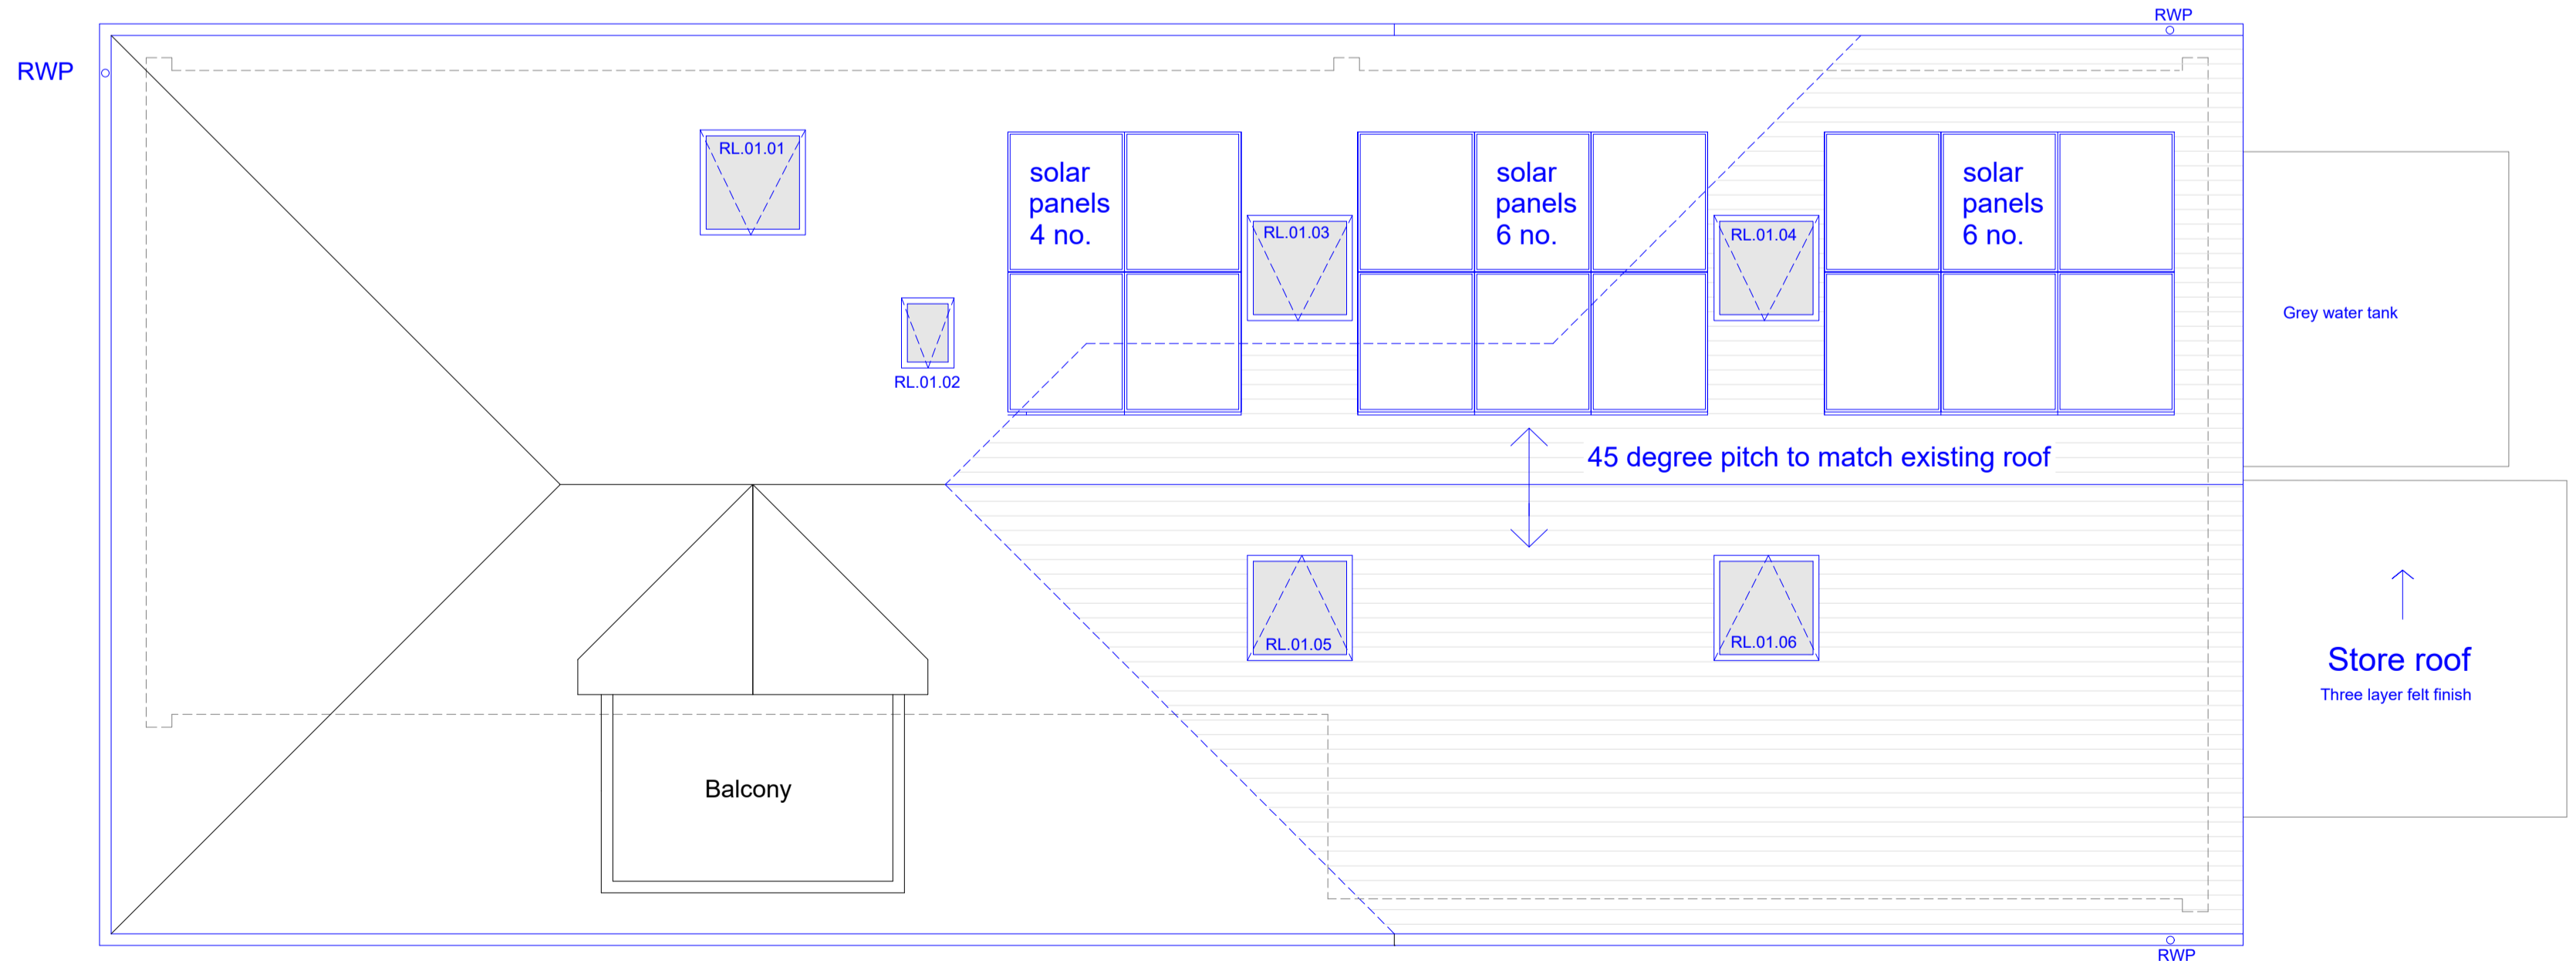 RWP
RWP
RL.01.01
solar
panels
4 no.
solar
panels
6 no.
solar
panels
6 no.
RL.01.03
RL.01.04
RL.01.02
Grey water tank
45 degree pitch to match existing roof
RL.01.05
RL.01.06
Store roof
Three layer felt finish
Balcony
RWP